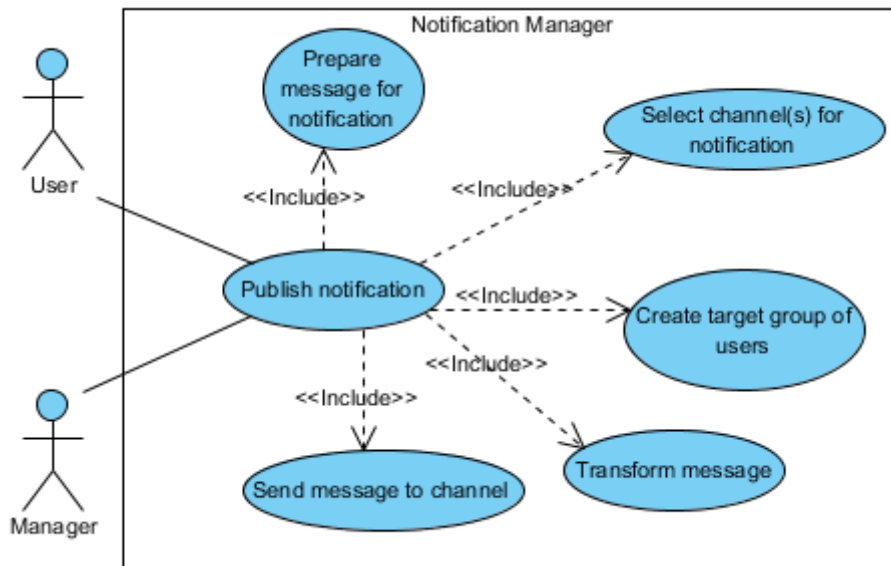 Notification Manager
Prepare
message for
notification
Select channel(s) for
notification
User
<<Include>>
<<Include>>
Publish notification
<<Include>>
Create target group of
users
<<Include>>
<<Include>>
Transform message
Send message to channel
Manager